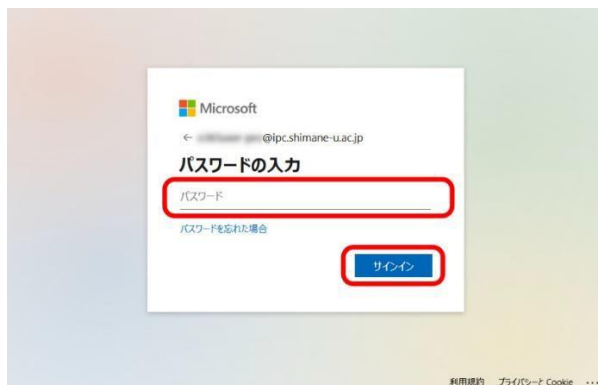 Microsoft
← @ipc.shimane-u.ac.jp
パスワードの入力
パスワード
パスワードを忘れた場合
サインイン
利用規約 プライバシーと Cookie ...